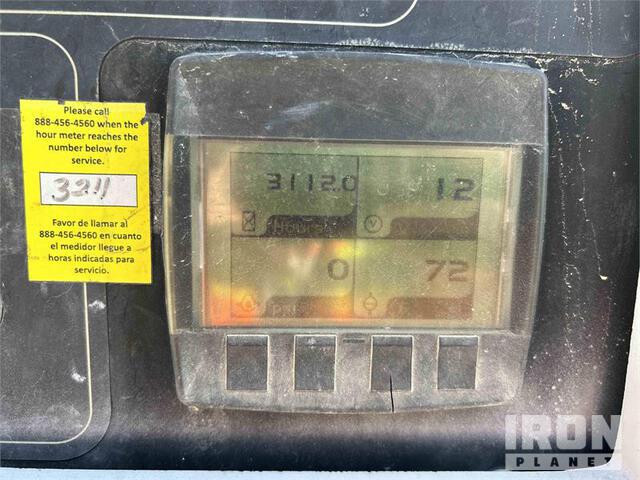 Please call
888-456-4560 when the
hour meter reaches the
number below for
service.
Favor de llamar al
888-456-4560 en cuanto
el medidor llegue a
horas indicadas para
servicio.
3112.0
12
Hours
V
0
72
IRON
PLANET